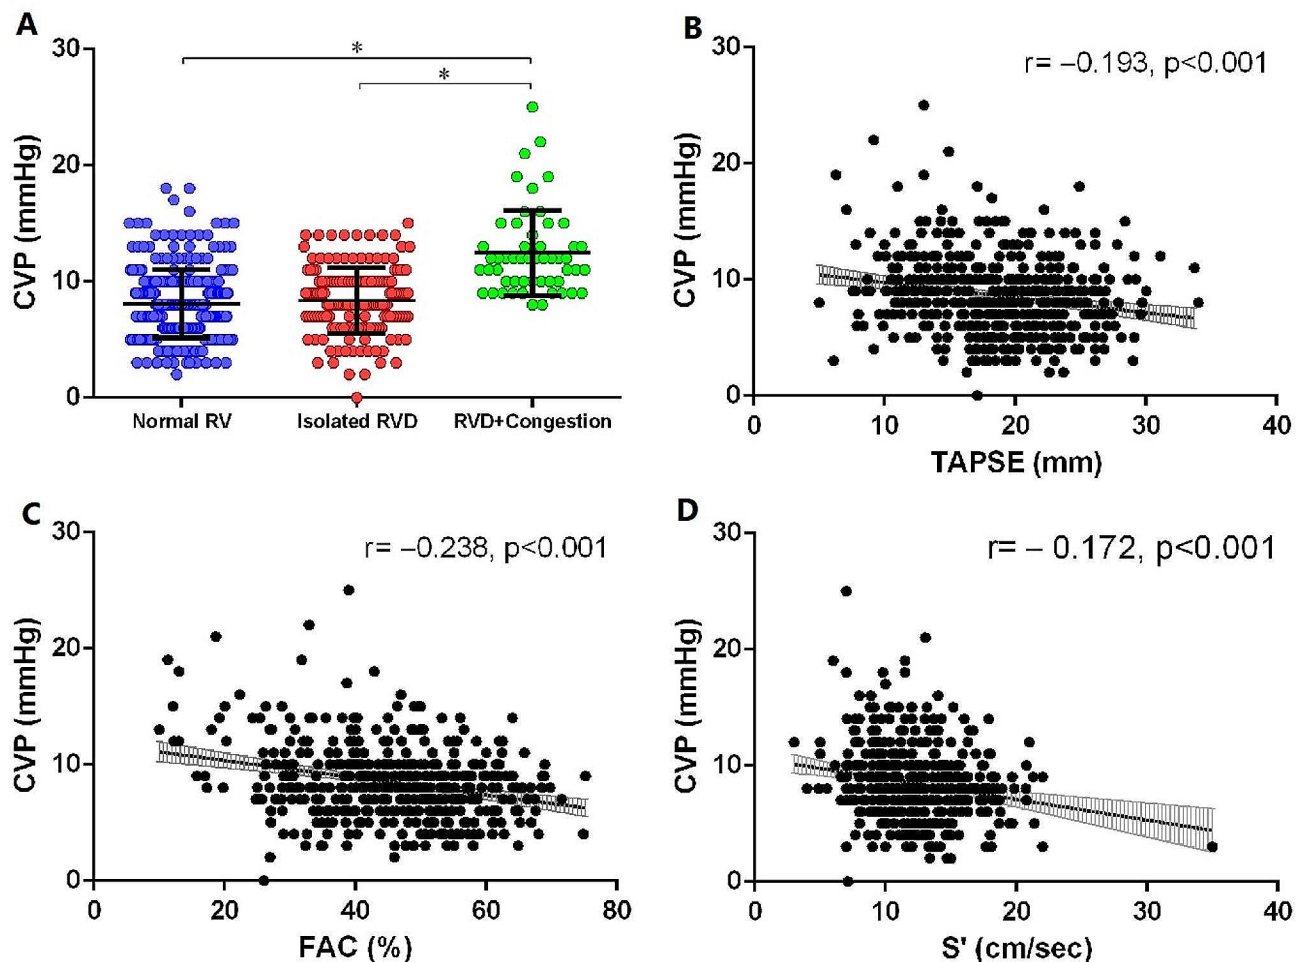 A
30
20
10
0
CVP (mmHg)
*
*
Normal RV
Isolated RVD
RVD+Congestion
B
r= −0.193, p<0.001
30
20
10
0
CVP (mmHg)
0
10
20
30
40
TAPSE (mm)
C
r= −0.238, p<0.001
30
20
10
0
CVP (mmHg)
0
20
40
60
80
FAC (%)
D
r= − 0.172, p<0.001
30
20
10
0
CVP (mmHg)
0
10
20
30
40
S' (cm/sec)